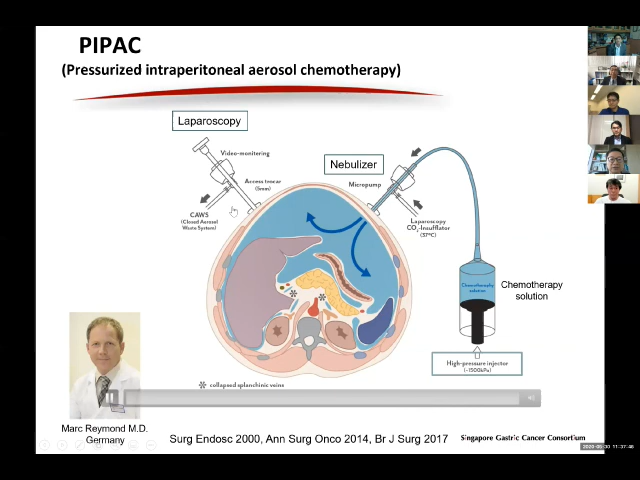 PIPAC
(Pressurized intraperitoneal aerosol chemotherapy)
Laparoscopy
Video-monitoring
Nebulizer
Access trocar
(5mm)
Micropump
CAWS
(Closed Aerosol
Waste System)
Laparoscopy
CO2-Insufflator
(37°C)
Chemotherapy
solution
Chemotherapy
solution
High-pressure injector
(~1500kPa)
* collapsed splanchnic veins
Marc Reymond M.D.
Germany
Surg Endosc 2000, Ann Surg Onco 2014, Br J Surg 2017
Singapore Gastric Cancer Consortium